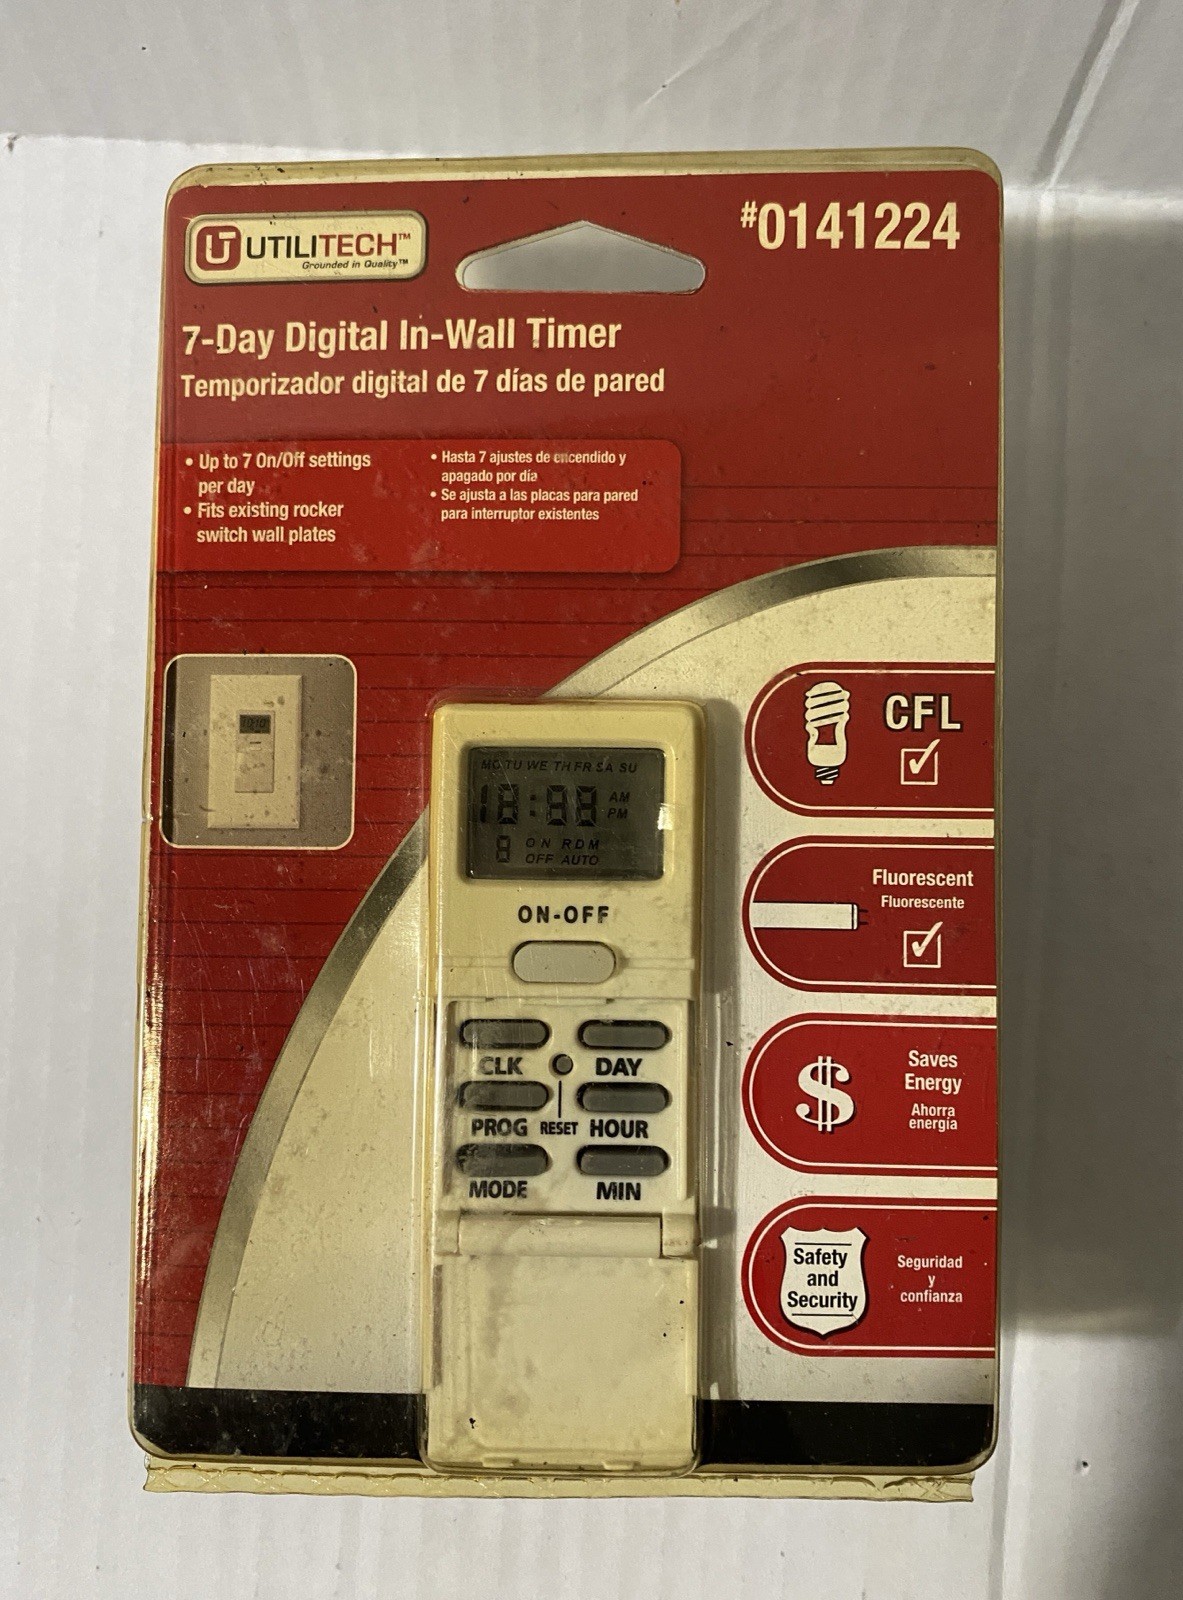 UT UTILITECH™
Grounded in Quality™
#0141224
7-Day Digital In-Wall Timer
Temporizador digital de 7 días de pared
• Up to 7 On/Off settings
per day
• Fits existing rocker
switch wall plates
• Hasta 7 ajustes de encendido y
apagado por día
• Se ajusta a las placas para pared
para interruptor existentes
MO TU WE TH FR SA SU
18:88 AM
PM
8 ON RDM
OFF AUTO
ON-OFF
CLK DAY
PROG RESET HOUR
MODE MIN
CFL
Fluorescent
Fluorescente
$
Saves
Energy
Ahorra
energía
Safety
and
Security
Seguridad
y
confianza